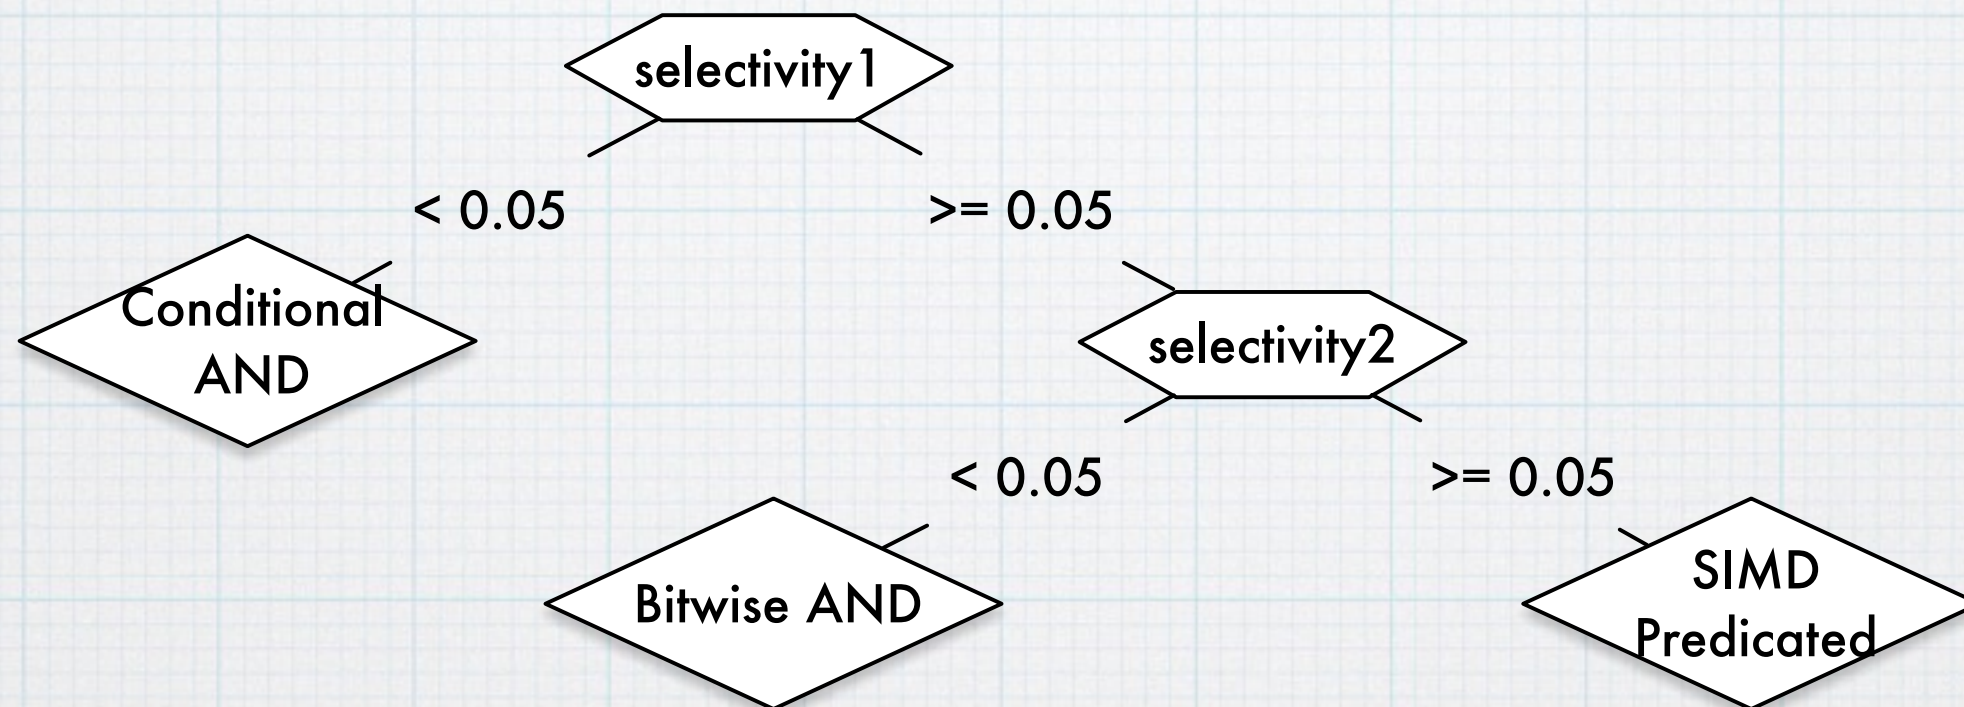 selectivity1
< 0.05
>= 0.05
Conditional
AND
selectivity2
< 0.05
>= 0.05
Bitwise AND
SIMD
Predicated